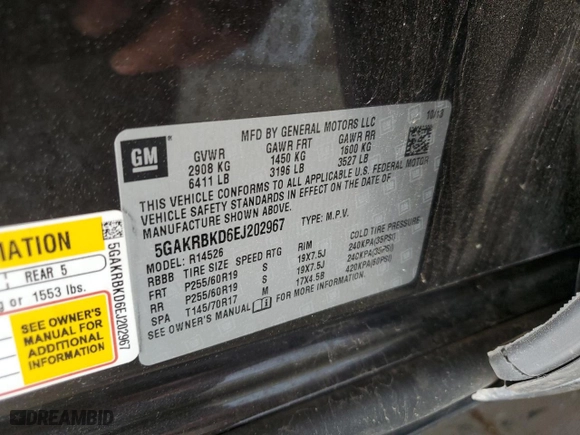 MFD BY GENERAL MOTORS LLC
10/13
GM
GVWR GAWR FRT GAWR RR
2908 KG 1450 KG 1600 KG
6411 LB 3196 LB 3527 LB
THIS VEHICLE CONFORMS TO ALL APPLICABLE U.S. FEDERAL MOTOR
VEHICLE SAFETY STANDARDS IN EFFECT ON THE DATE OF
MANUFACTURE SHOWN ABOVE.
5GAKRBKD6EJ202967 TYPE: M.P.V.
MODEL: R14526
RBBB TIRE SIZE SPEED RTG RIM COLD TIRE PRESSURE
FRT P255/60R19 S 19X7.5J 240KPA(35PSI)
RR P255/60R19 S 19X7.5J 240KPA(35PSI)
SPA T145/70R17 M 17X4.5B 420KPA(60PSI)
SEE OWNER'S MANUAL FOR MORE INFORMATION.
MATION
REAR 5
g or 1553 lbs.
SEE OWNER'S
MANUAL FOR
ADDITIONAL
INFORMATION
5GAKRBKD6EJ202967
DREAMBID